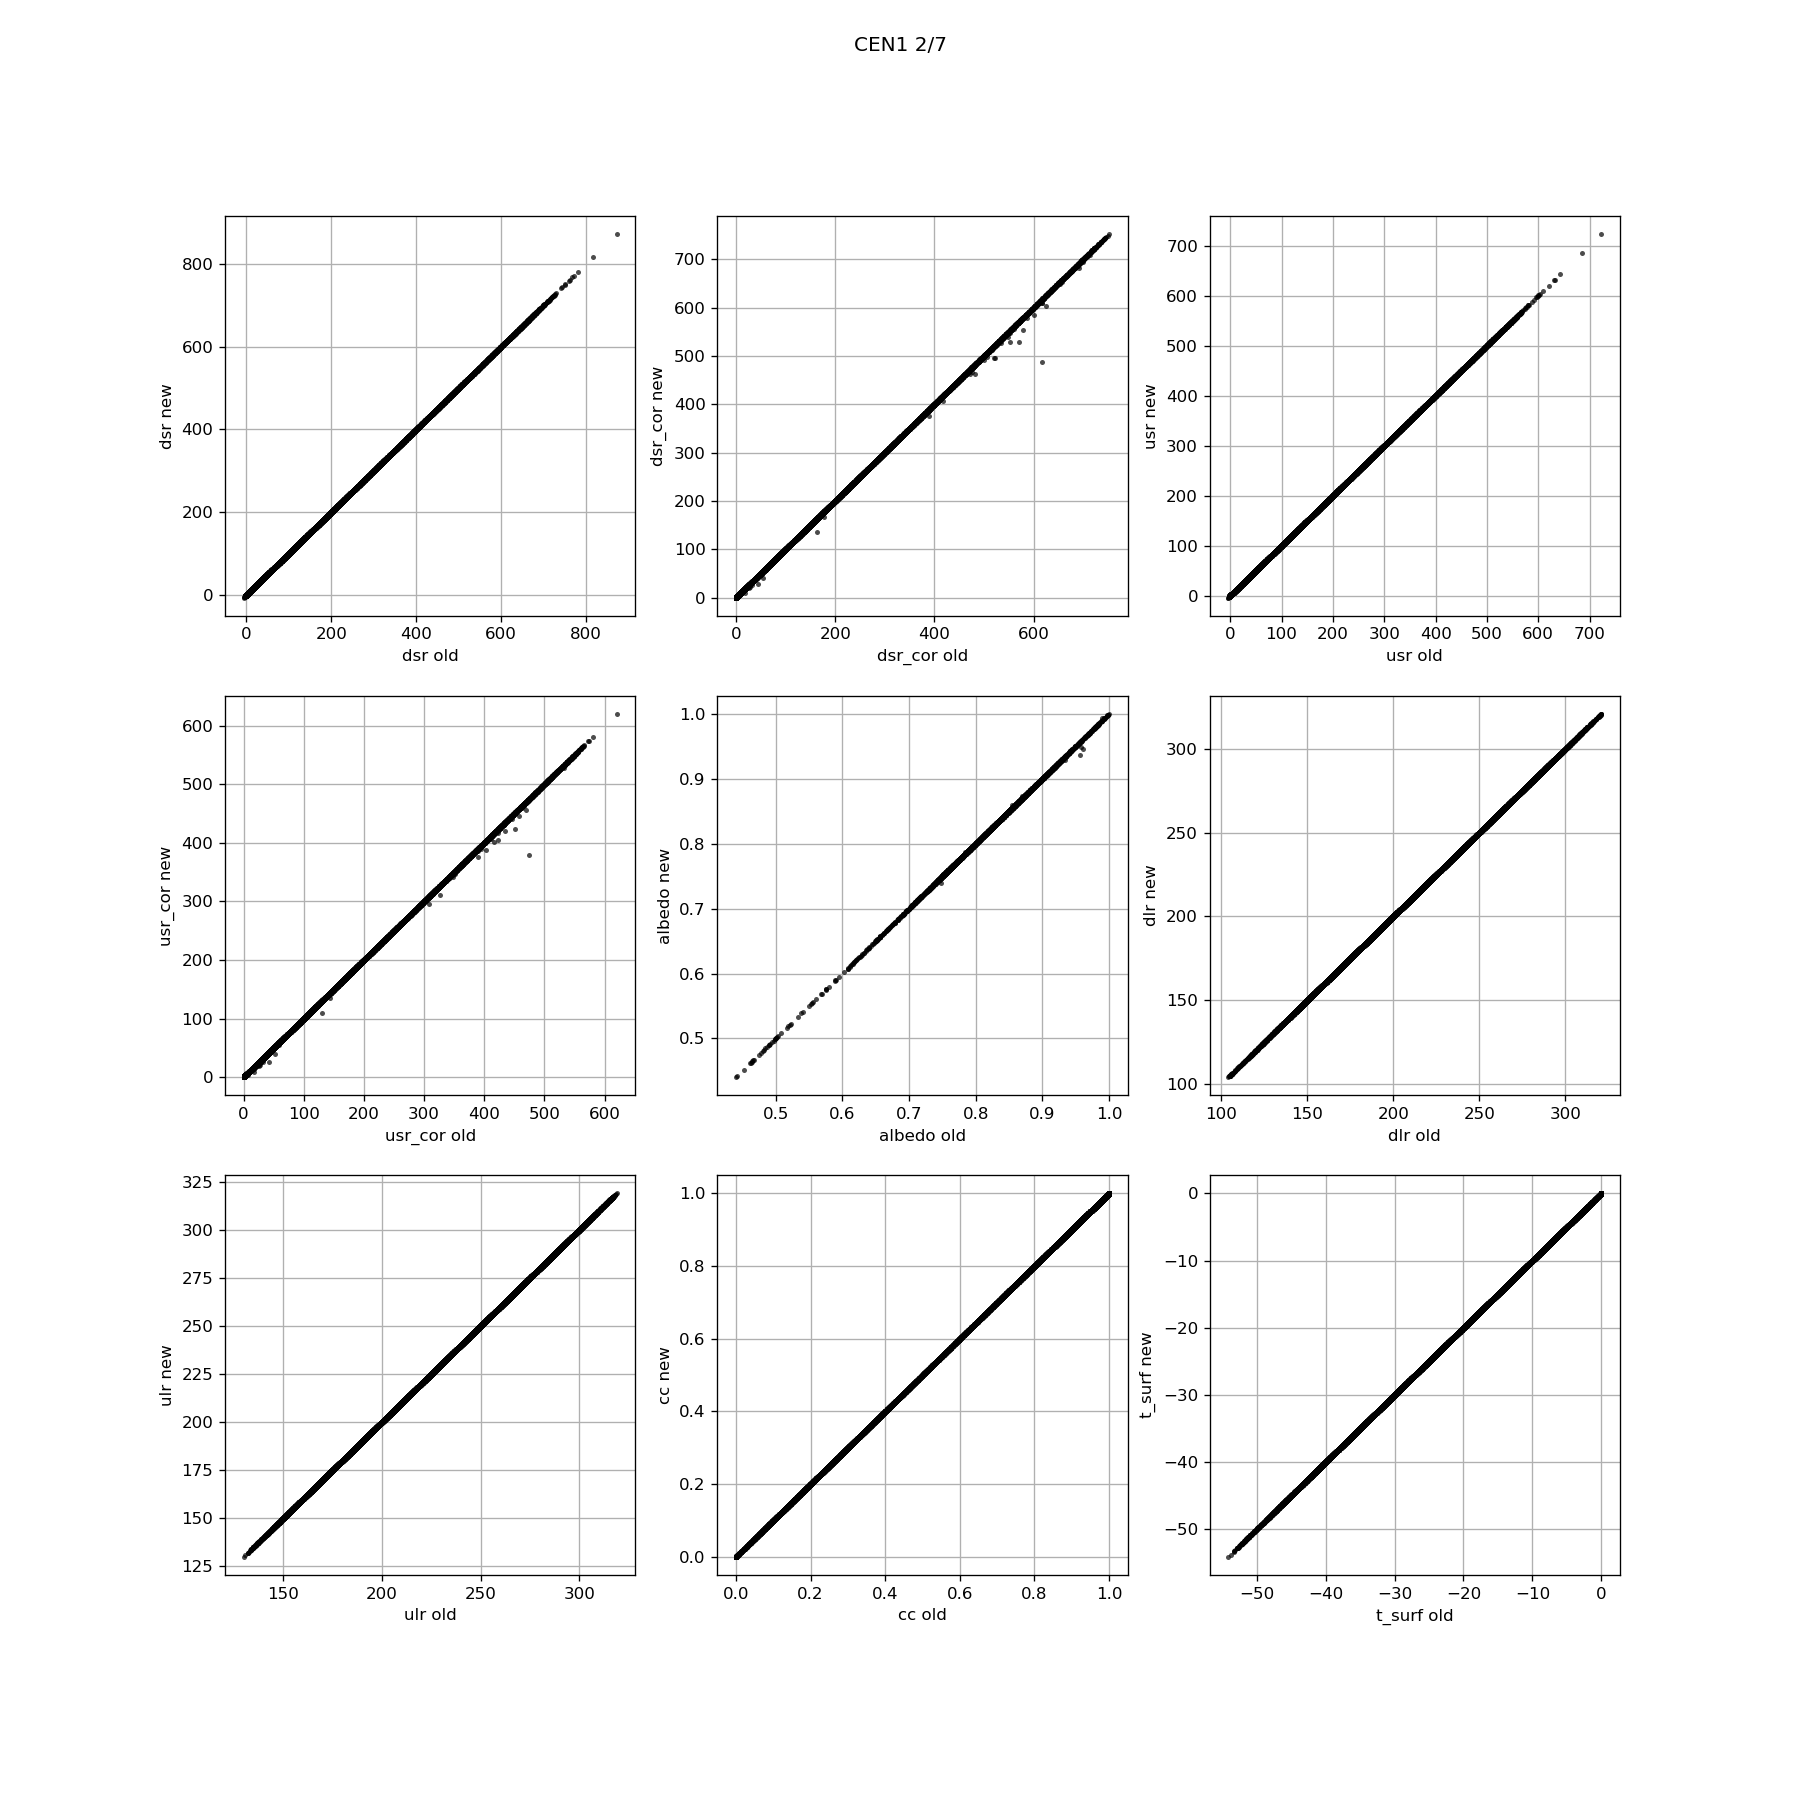 CEN1 2/7
dsr new
800
600
400
200
0
0 200 400 600 800
dsr old
dsr_cor new
700
600
500
400
300
200
100
0
0 200 400 600
dsr_cor old
usr new
700
600
500
400
300
200
100
0
0 100 200 300 400 500 600 700
usr old
usr_cor new
600
500
400
300
200
100
0
0 100 200 300 400 500 600
usr_cor old
albedo new
1.0
0.9
0.8
0.7
0.6
0.5
0.5 0.6 0.7 0.8 0.9 1.0
albedo old
dlr new
300
250
200
150
100
100 150 200 250 300
dlr old
ulr new
325
300
275
250
225
200
175
150
125
150 200 250 300
ulr old
cc new
1.0
0.8
0.6
0.4
0.2
0.0
0.0 0.2 0.4 0.6 0.8 1.0
cc old
t_surf new
0
−10
−20
−30
−40
−50
−50 −40 −30 −20 −10 0
t_surf old